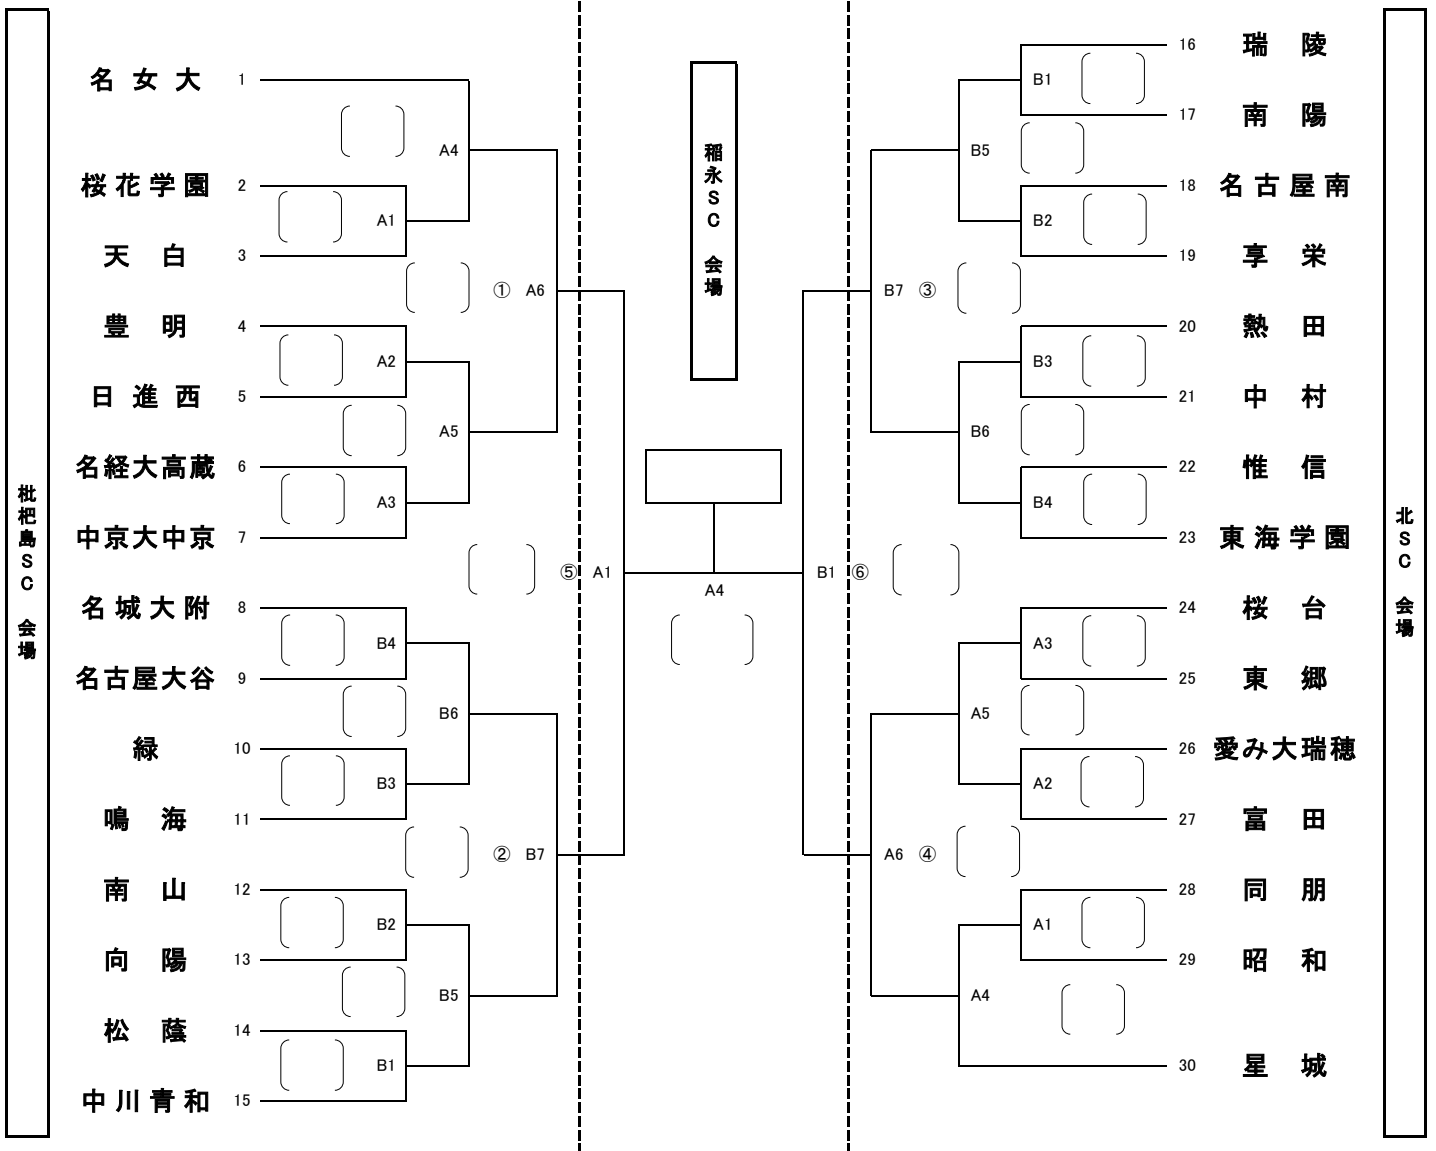 枇杷島SC 会場
名女大 1
桜花学園 2
天白 3
豊明 4
日進西 5
名経大高蔵 6
中京大中京 7
名城大附 8
名古屋大谷 9
緑 10
鳴海 11
南山 12
向陽 13
松蔭 14
中川青和 15
A4
A1
① A6
A2
A5
A3
⑤ A1
B4
B6
B3
② B7
B2
B5
B1
稲永SC 会場
A4
16 瑞陵
17 南陽
18 名古屋南
19 享栄
20 熱田
21 中村
22 惟信
23 東海学園
24 桜台
25 東郷
26 愛み大瑞穂
27 富田
28 同朋
29 昭和
30 星城
B1
B5
B2
B7 ③
B3
B6
B4
B1 ⑥
A3
A5
A2
A6 ④
A1
A4
北SC 会場